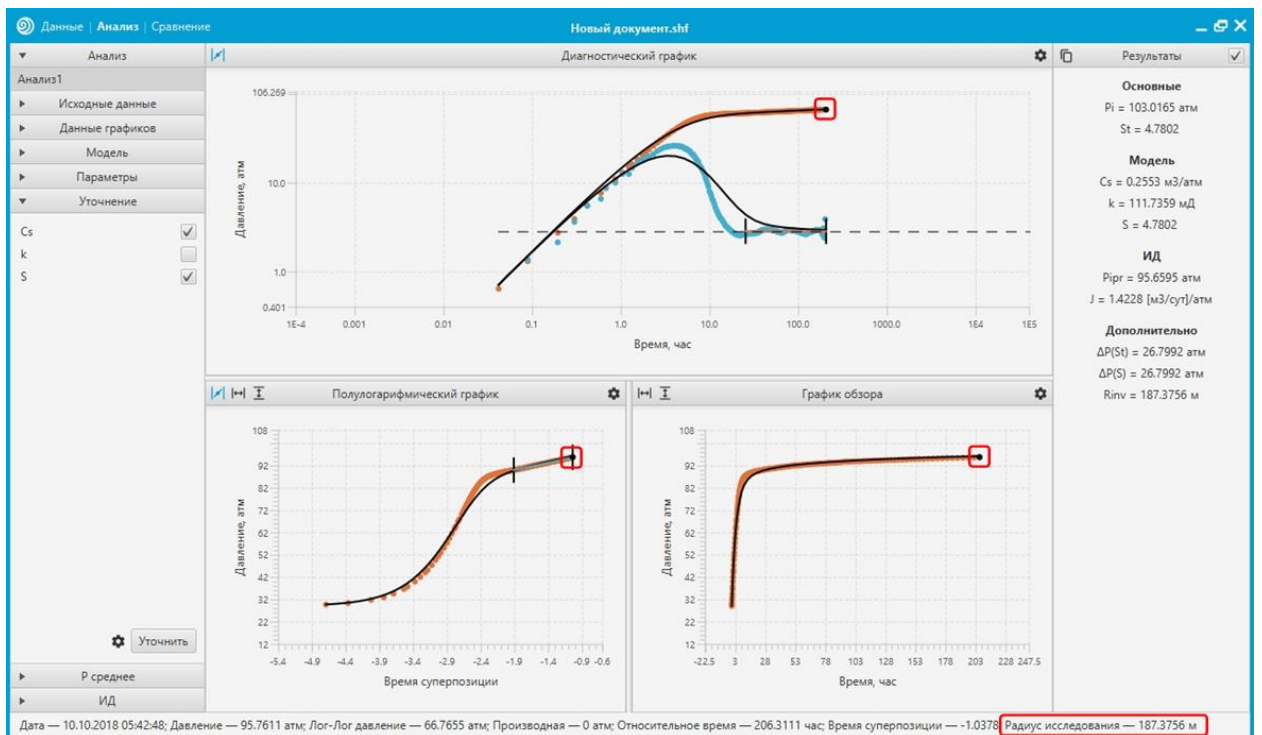 Данные | Анализ | Сравнение
Новый документ.shf
Анализ
Анализ1
Исходные данные
Данные графиков
Модель
Параметры
Уточнение
Cs
k
S
Уточнить
Р среднее
ИД
Диагностический график
106.269
10.0
1.0
0.401
Давление, атм
1E-4 0.001 0.01 0.1 1.0 10.0 100.0 1000.0 1E4 1E5
Время, час
Полулогарифмический график
108
92
82
72
62
52
42
32
22
12
Давление, атм
-5.4 -4.9 -4.4 -3.9 -3.4 -2.9 -2.4 -1.9 -1.4 -0.9 -0.6
Время суперпозиции
График обзора
108
92
82
72
62
52
42
32
22
12
Давление, атм
-22.5 3 28 53 78 103 128 153 178 203 228 247.5
Время, час
Результаты
Основные
Pi = 103.0165 атм
St = 4.7802
Модель
Cs = 0.2553 м3/атм
k = 111.7359 мД
S = 4.7802
ИД
Pipr = 95.6595 атм
J = 1.4228 [м3/сут]/атм
Дополнительно
ΔP(St) = 26.7992 атм
ΔP(S) = 26.7992 атм
Rinv = 187.3756 м
Дата — 10.10.2018 05:42:48; Давление — 95.7611 атм; Лог-Лог давление — 66.7655 атм; Производная — 0 атм; Относительное время — 206.3111 час; Время суперпозиции — -1.0378; Радиус исследования — 187.3756 м